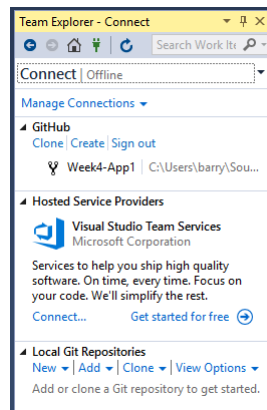 Team Explorer - Connect
Search Work Ite
Connect | Offline
Manage Connections
GitHub
Clone | Create | Sign out
Week4-App1 | C:\Users\barry\Sou...
Hosted Service Providers
Visual Studio Team Services
Microsoft Corporation
Services to help you ship high quality
software. On time, every time. Focus on
your code. We'll simplify the rest.
Connect... Get started for free
Local Git Repositories
New | Add | Clone | View Options
Add or clone a Git repository to get started.